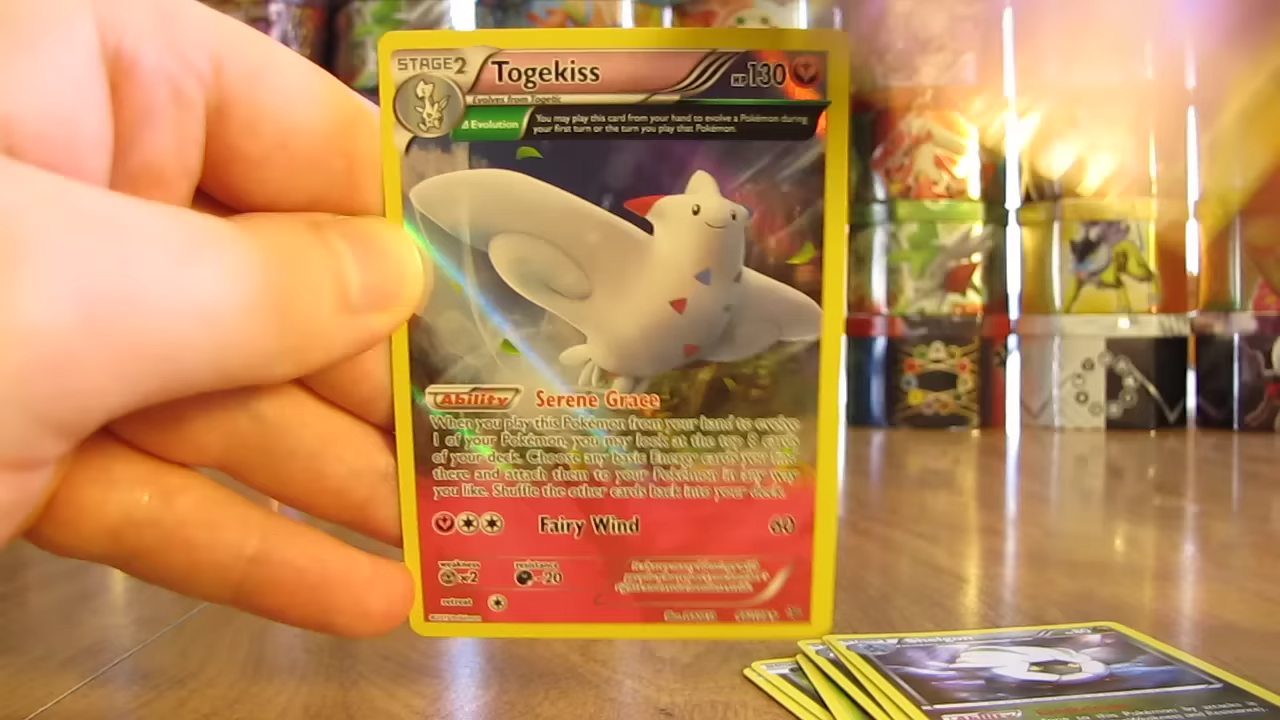 STAGE2 Togekiss HP130
Evolves from Togetic
Δ Evolution You may play this card from your hand to evolve a Pokémon during
your first turn or the turn you play that Pokémon.
Ability Serene Grace
When you play this Pokémon from your hand to evolve
1 of your Pokémon, you may look at the top 8 cards
of your deck. Choose any basic Energy cards you find
there and attach them to your Pokémon in any way
you like. Shuffle the other cards back into your deck.
Fairy Wind 60
weakness resistance
×2 -20
retreat
Shelgon
Ability